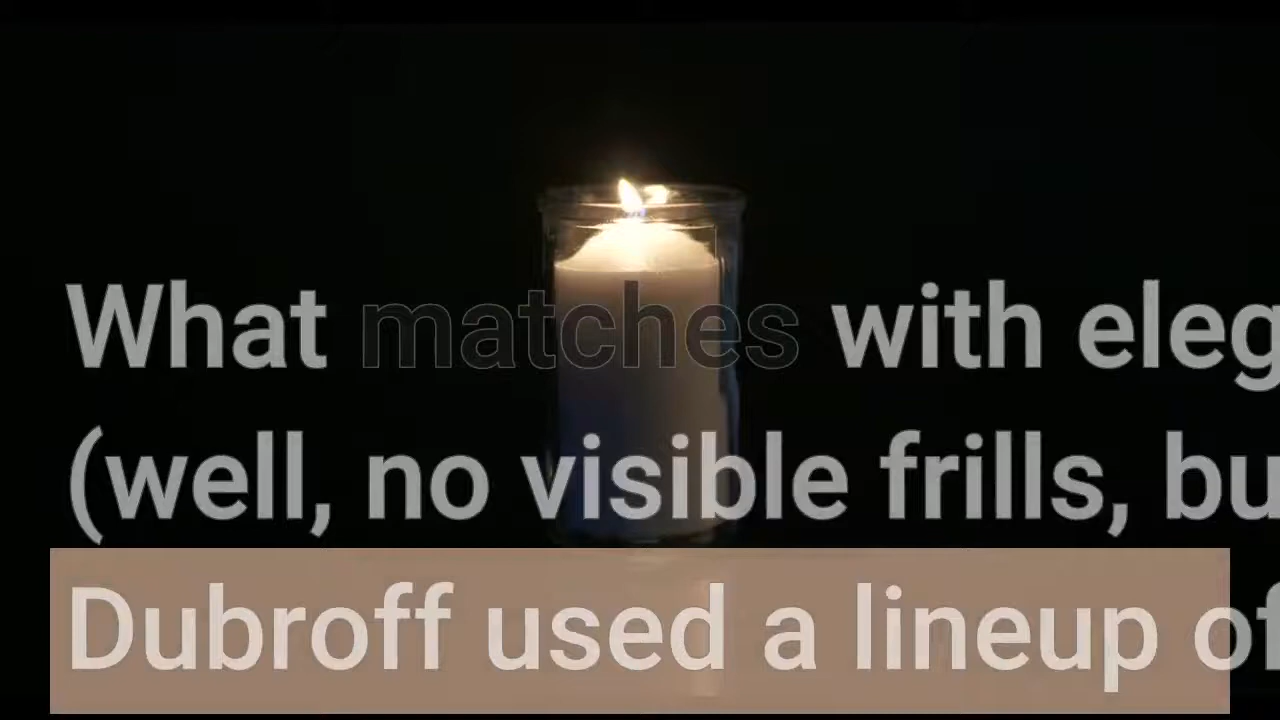 What matches with eleg
(well, no visible frills, bu
Dubroff used a lineup of